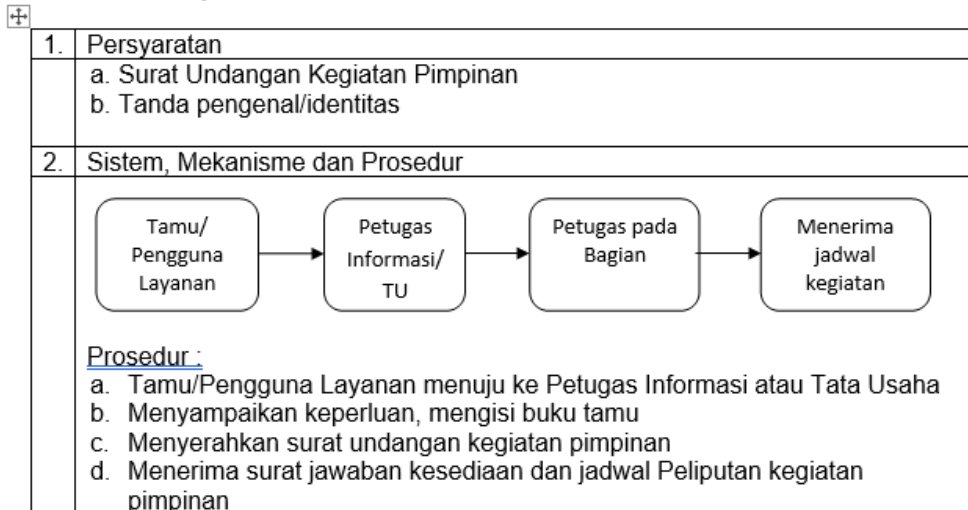 1. Persyaratan
a. Surat Undangan Kegiatan Pimpinan
b. Tanda pengenal/identitas
2. Sistem, Mekanisme dan Prosedur
Tamu/
Pengguna
Layanan
Petugas
Informasi/
TU
Petugas pada
Bagian
Menerima
jadwal
kegiatan
Prosedur :
a. Tamu/Pengguna Layanan menuju ke Petugas Informasi atau Tata Usaha
b. Menyampaikan keperluan, mengisi buku tamu
c. Menyerahkan surat undangan kegiatan pimpinan
d. Menerima surat jawaban kesediaan dan jadwal Peliputan kegiatan
pimpinan